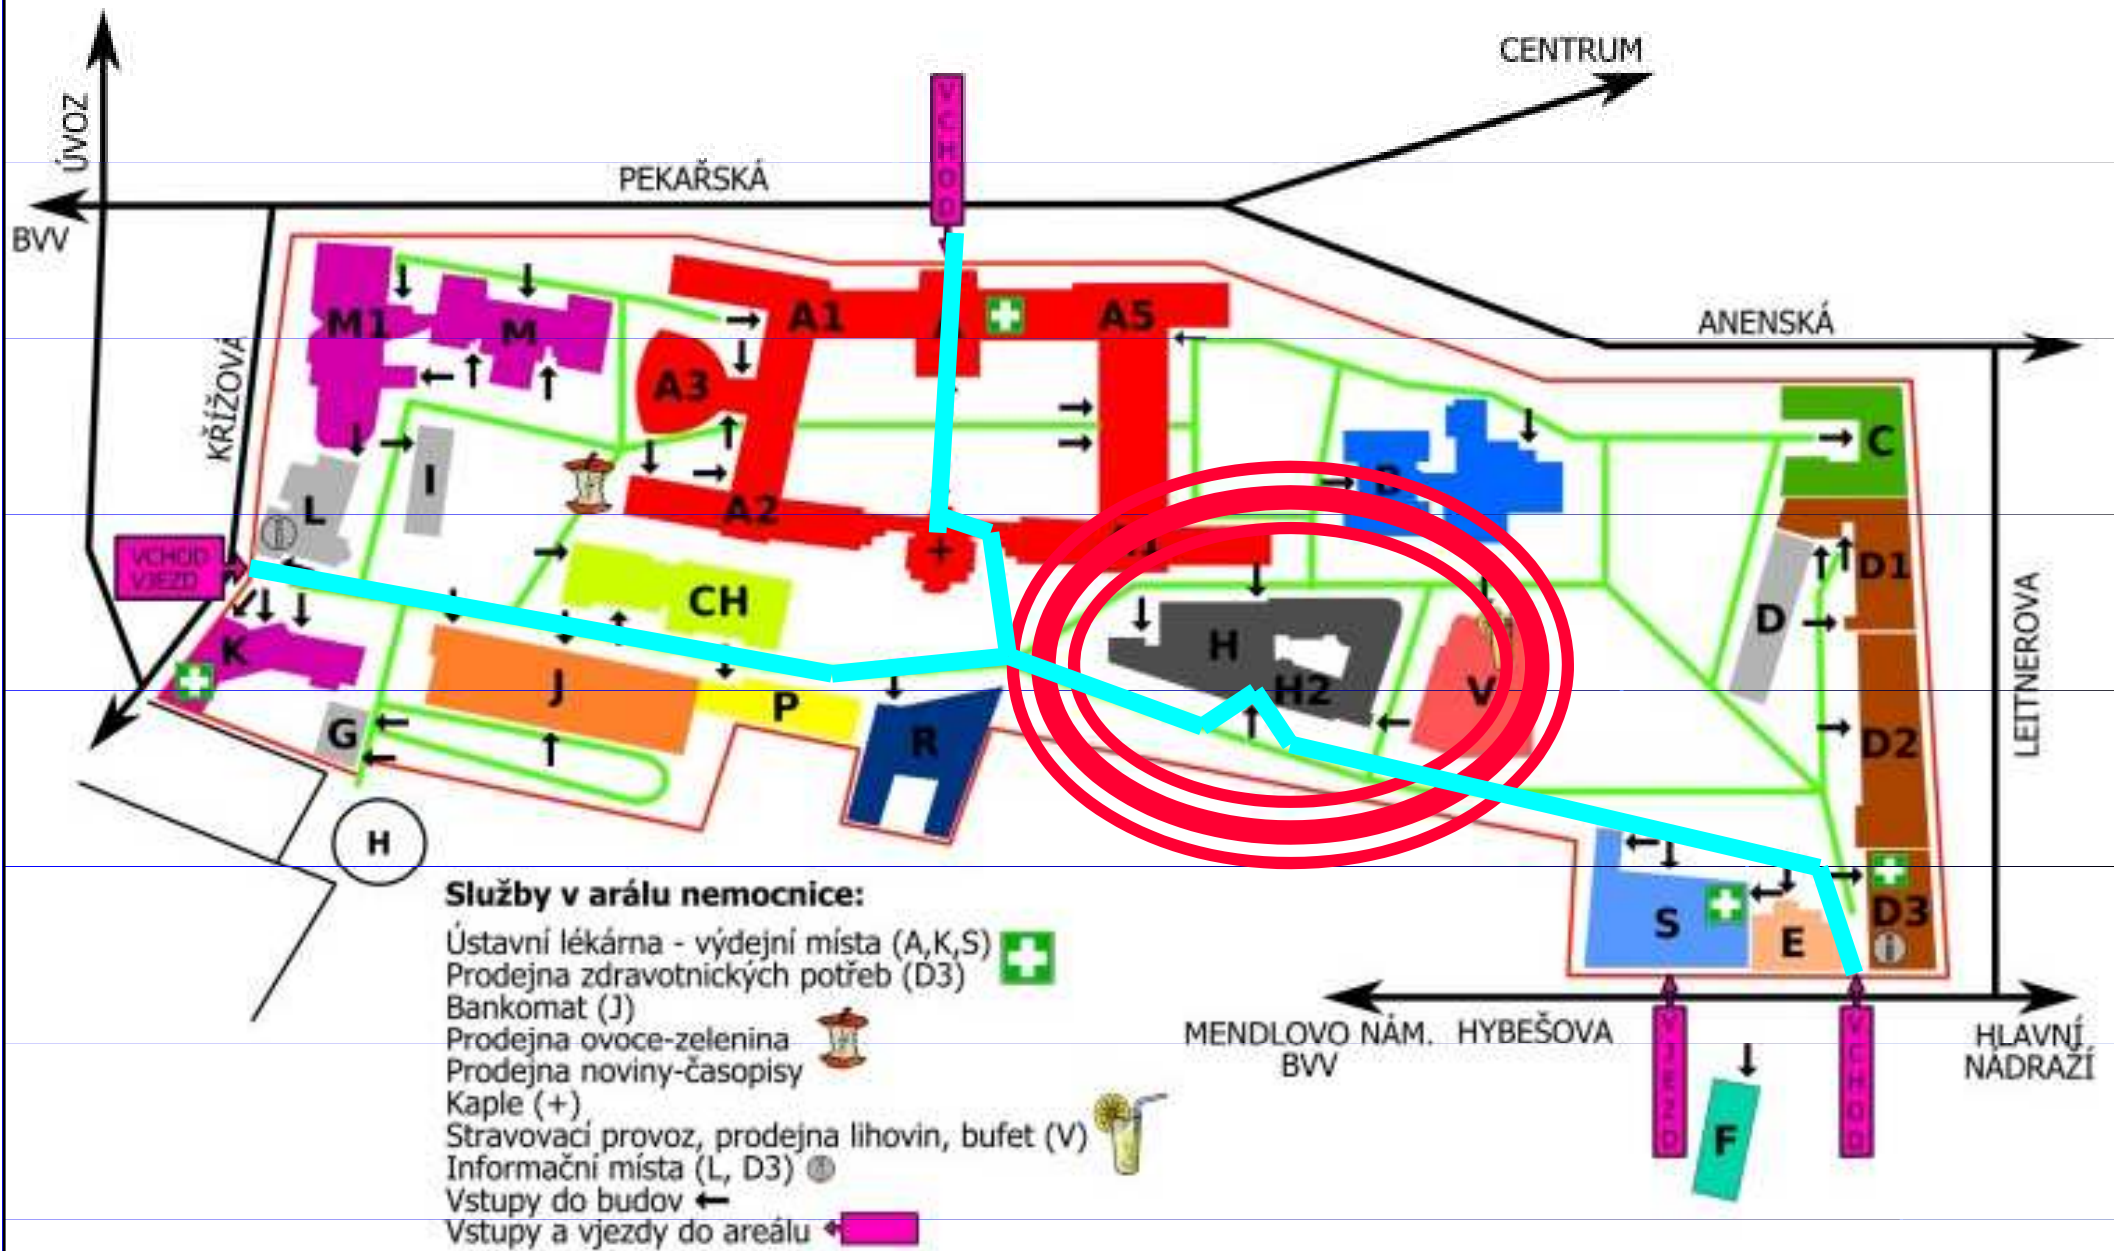 CENTRUM
ÚVOZ
VCHOD
PEKAŘSKÁ
BVV
KŘÍŽOVÁ
ANENSKÁ
M1
M
A1
A5
A3
A2
C
L
I
CH
VCHOD
VJEZD
K
J
P
G
R
H
H2
V
D
D1
D2
D3
LEITNEROVA
S
E
H
Služby v arálu nemocnice:
Ústavní lékárna - výdejní místa (A,K,S)
Prodejna zdravotnických potřeb (D3)
Bankomat (J)
Prodejna ovoce-zelenina
Prodejna noviny-časopisy
Kaple (+)
Stravovací provoz, prodejna lihovin, bufet (V)
Informační místa (L, D3)
Vstupy do budov
Vstupy a vjezdy do areálu
MENDLOVO NÁM.
BVV
HYBEŠOVA
HLAVNÍ
NÁDRAŽÍ
VJEZD
VCHOD
F